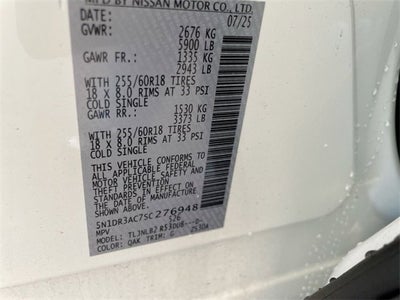 MFD BY NISSAN MOTOR CO., LTD.
DATE: 07/25
GVWR: 2676 KG
5900 LB
GAWR FR.: 1335 KG
2943 LB
WITH 255/60R18 TIRES
18 X 8.0 RIMS AT 33 PSI
COLD SINGLE
GAWR RR.: 1530 KG
3373 LB
WITH 255/60R18 TIRES
18 X 8.0 RIMS AT 33 PSI
COLD SINGLE
THIS VEHICLE CONFORMS TO
ALL APPLICABLE FEDERAL
MOTOR VEHICLE SAFETY AND
THEFT PREVENTION
STANDARDS IN EFFECT ON
THE DATE OF MANUFACTURE
SHOWN ABOVE.
5N1DR3AC7SC276948
S26
MODEL: TLJNLB2
COLOR: QAK TRIM: G